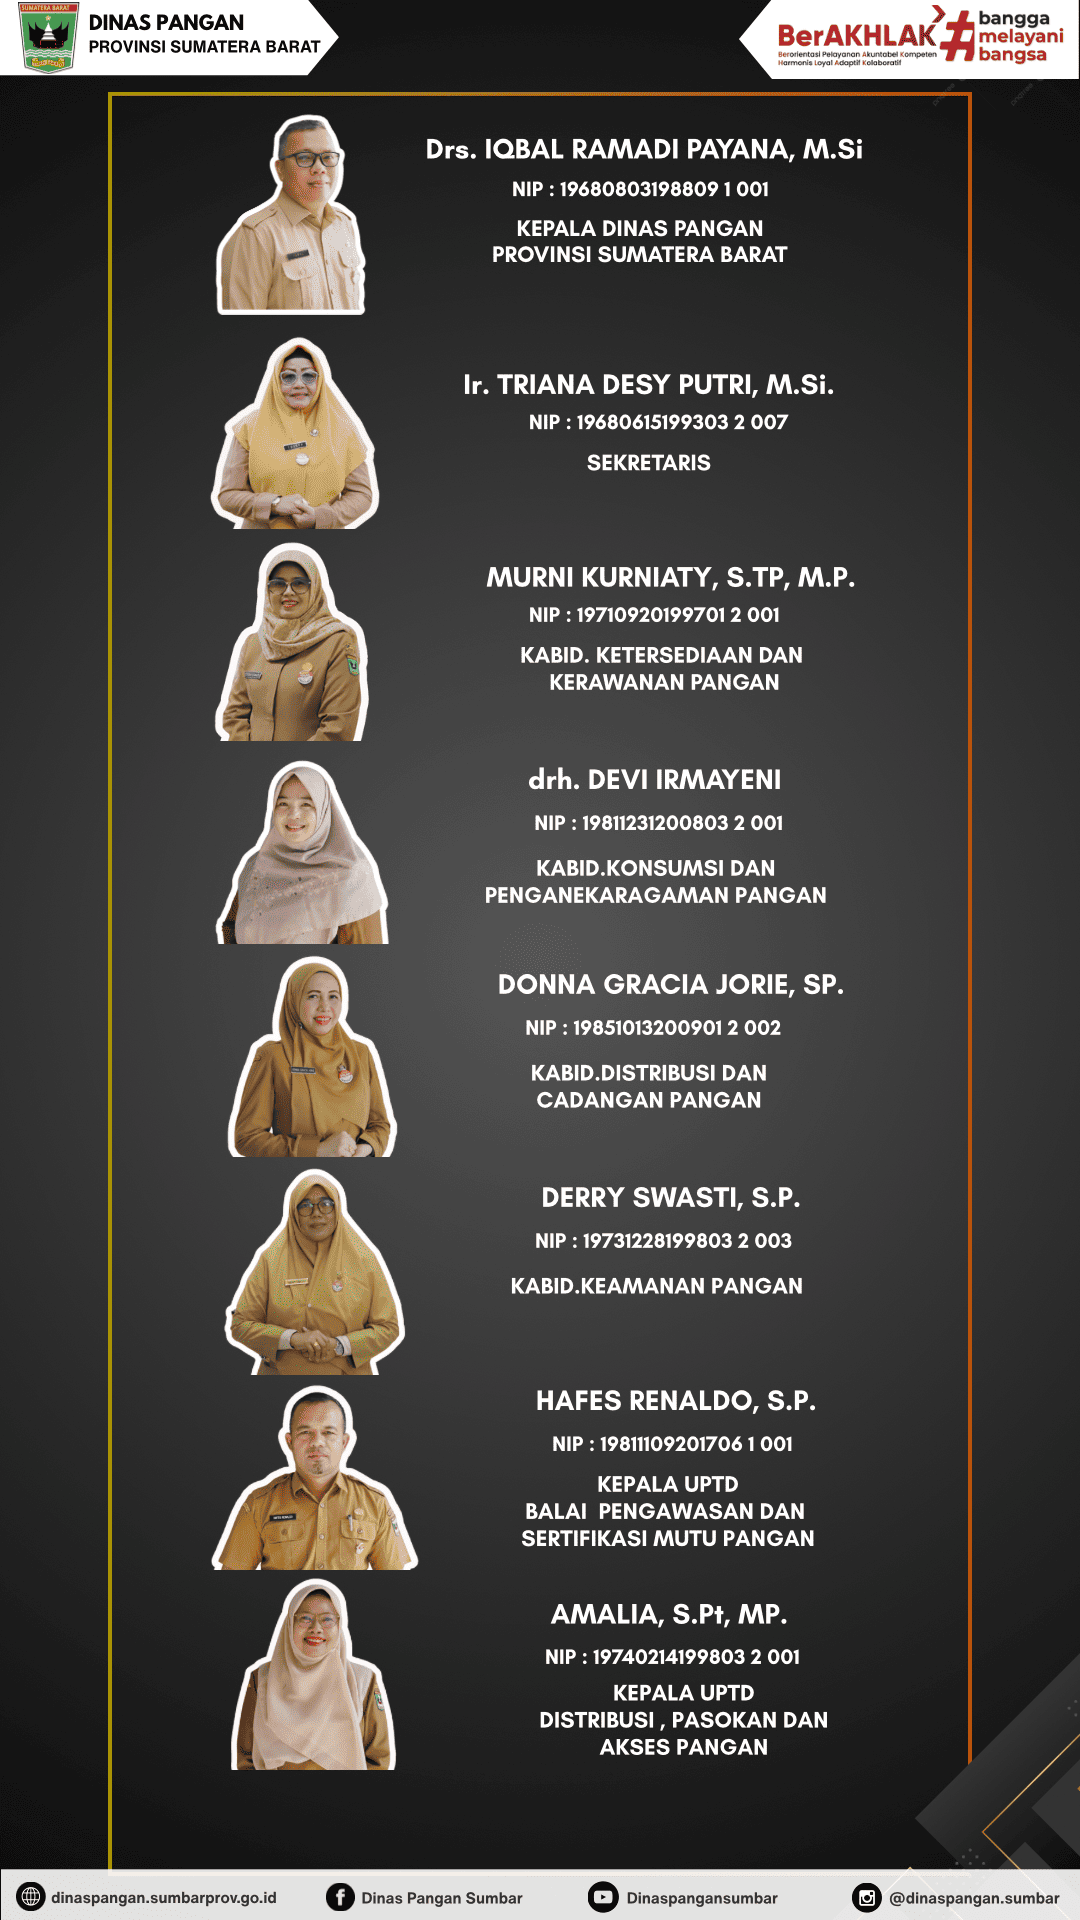 SUMATERA BARAT
DINAS PANGAN
PROVINSI SUMATERA BARAT
BerAKHLAK
Berorientasi Pelayanan Akuntabel Kompeten
Harmonis Loyal Adaptif Kolaboratif
#bangga
melayani
bangsa
Drs. IQBAL RAMADI PAYANA, M.Si
NIP : 19680803198809 1 001
KEPALA DINAS PANGAN
PROVINSI SUMATERA BARAT
Ir. TRIANA DESY PUTRI, M.Si.
NIP : 19680615199303 2 007
SEKRETARIS
MURNI KURNIATY, S.TP, M.P.
NIP : 19710920199701 2 001
KABID. KETERSEDIAAN DAN
KERAWANAN PANGAN
drh. DEVI IRMAYENI
NIP : 19811231200803 2 001
KABID.KONSUMSI DAN
PENGANEKARAGAMAN PANGAN
DONNA GRACIA JORIE, SP.
NIP : 19851013200901 2 002
KABID.DISTRIBUSI DAN
CADANGAN PANGAN
DERRY SWASTI, S.P.
NIP : 19731228199803 2 003
KABID.KEAMANAN PANGAN
HAFES RENALDO, S.P.
NIP : 19811109201706 1 001
KEPALA UPTD
BALAI  PENGAWASAN DAN
SERTIFIKASI MUTU PANGAN
AMALIA, S.Pt, MP.
NIP : 19740214199803 2 001
KEPALA UPTD
DISTRIBUSI , PASOKAN DAN
AKSES PANGAN
dinaspangan.sumbarprov.go.id
Dinas Pangan Sumbar
Dinaspangansumbar
@dinaspangan.sumbar